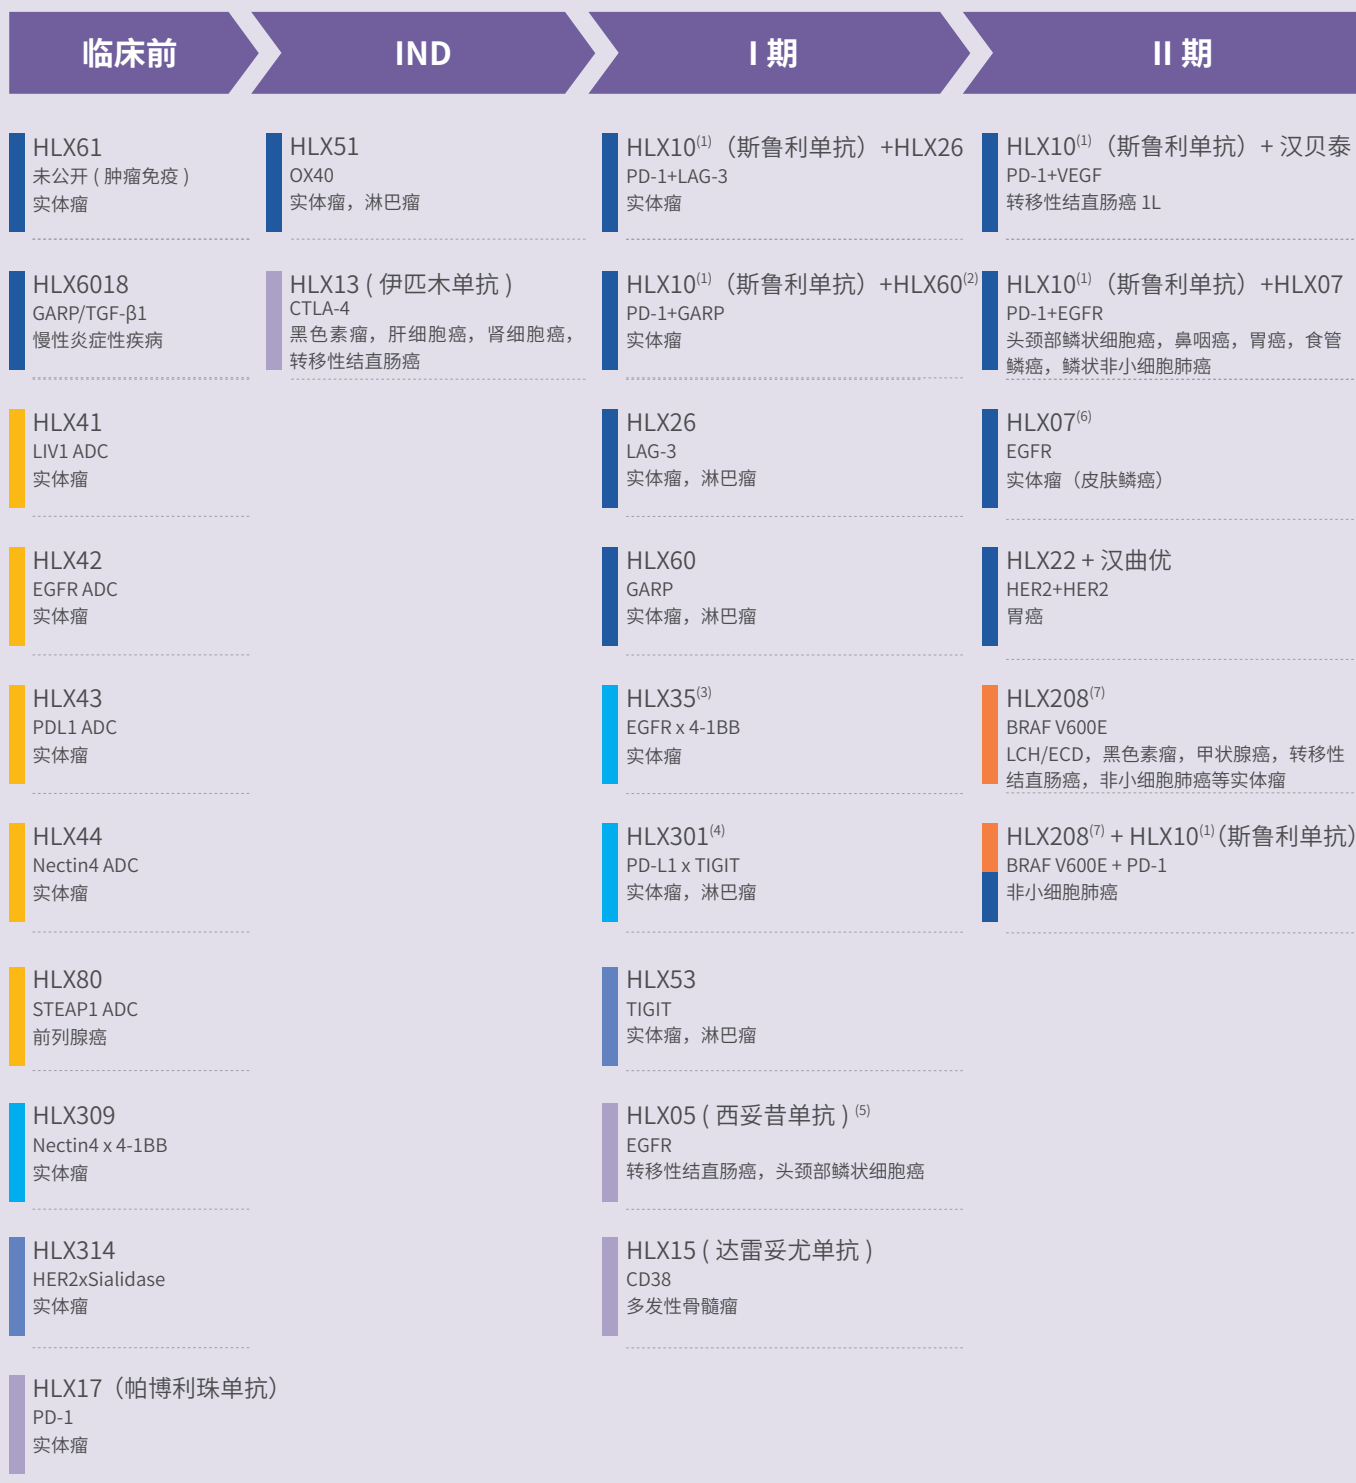 临床前
IND
I 期
II 期
HLX61
未公开 ( 肿瘤免疫 )
实体瘤
HLX6018
GARP/TGF-β1
慢性炎症性疾病
HLX41
LIV1 ADC
实体瘤
HLX42
EGFR ADC
实体瘤
HLX43
PDL1 ADC
实体瘤
HLX44
Nectin4 ADC
实体瘤
HLX80
STEAP1 ADC
前列腺癌
HLX309
Nectin4 x 4-1BB
实体瘤
HLX314
HER2xSialidase
实体瘤
HLX17（帕博利珠单抗）
PD-1
实体瘤
HLX51
OX40
实体瘤，淋巴瘤
HLX13 ( 伊匹木单抗 )
CTLA-4
黑色素瘤，肝细胞癌，肾细胞癌，
转移性结直肠癌
HLX10(1)（斯鲁利单抗）+HLX26
PD-1+LAG-3
实体瘤
HLX10(1)（斯鲁利单抗）+HLX60(2)
PD-1+GARP
实体瘤
HLX26
LAG-3
实体瘤，淋巴瘤
HLX60
GARP
实体瘤，淋巴瘤
HLX35(3)
EGFR x 4-1BB
实体瘤
HLX301(4)
PD-L1 x TIGIT
实体瘤，淋巴瘤
HLX53
TIGIT
实体瘤，淋巴瘤
HLX05 ( 西妥昔单抗 ) (5)
EGFR
转移性结直肠癌，头颈部鳞状细胞癌
HLX15 ( 达雷妥尤单抗 )
CD38
多发性骨髓瘤
HLX10(1)（斯鲁利单抗）+ 汉贝泰
PD-1+VEGF
转移性结直肠癌 1L
HLX10(1)（斯鲁利单抗）+HLX07
PD-1+EGFR
头颈部鳞状细胞癌，鼻咽癌，胃癌，食管
鳞癌，鳞状非小细胞肺癌
HLX07(6)
EGFR
实体瘤（皮肤鳞癌）
HLX22 + 汉曲优
HER2+HER2
胃癌
HLX208(7)
BRAF V600E
LCH/ECD，黑色素瘤，甲状腺癌，转移性
结直肠癌，非小细胞肺癌等实体瘤
HLX208(7) + HLX10(1)（斯鲁利单抗）
BRAF V600E + PD-1
非小细胞肺癌